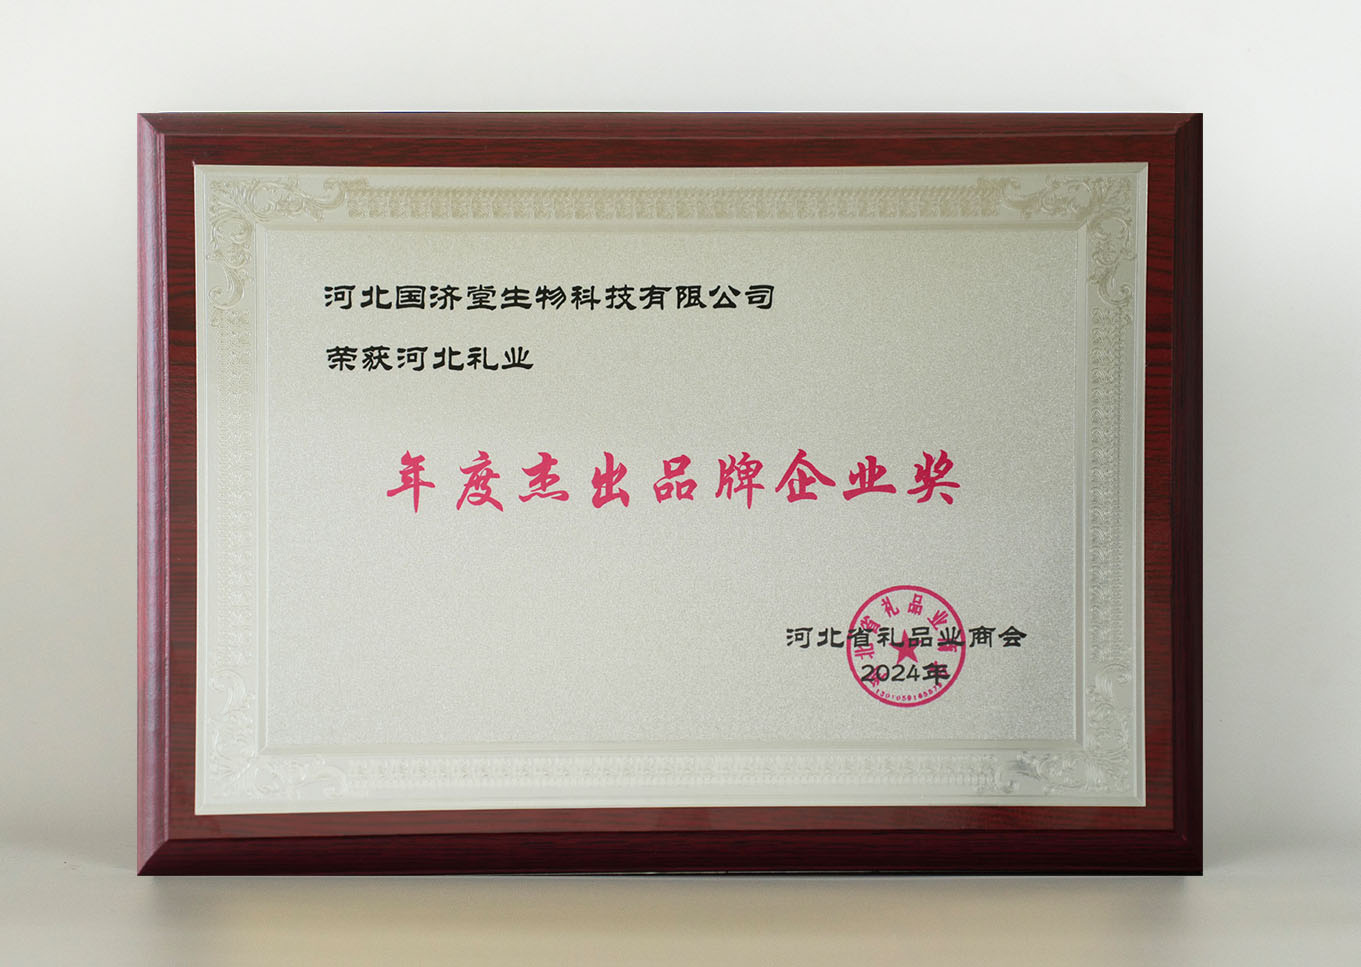 河北国济堂生物科技有限公司
荣获河北礼业
年度杰出品牌企业奖
河北省礼品业商会
2024年